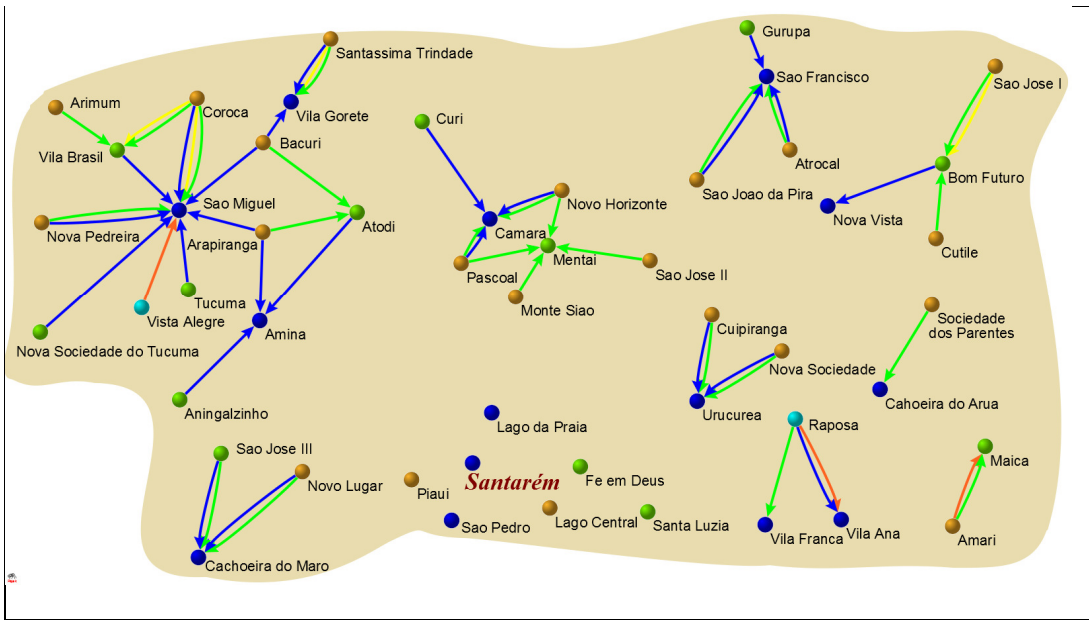 Gurupa
Santassima Trindade
Sao Francisco
Sao Jose I
Arimum
Coroca
Vila Gorete
Curi
Bacuri
Vila Brasil
Atrocal
Bom Futuro
Sao Joao da Pira
Nova Vista
Novo Horizonte
Sao Miguel
Atodi
Nova Pedreira
Arapiranga
Camara
Mentai
Cutile
Pascoal
Sao Jose II
Tucuma
Monte Siao
Vista Alegre
Amina
Nova Sociedade do Tucuma
Cuipiranga
Sociedade
dos Parentes
Nova Sociedade
Aningalzinho
Urucurea
Cahoeira do Arua
Lago da Praia
Raposa
Sao Jose III
Maica
Novo Lugar
Piaui
Santarém
Fe em Deus
Sao Pedro
Lago Central
Santa Luzia
Vila Franca
Vila Ana
Amari
Cachoeira do Maro